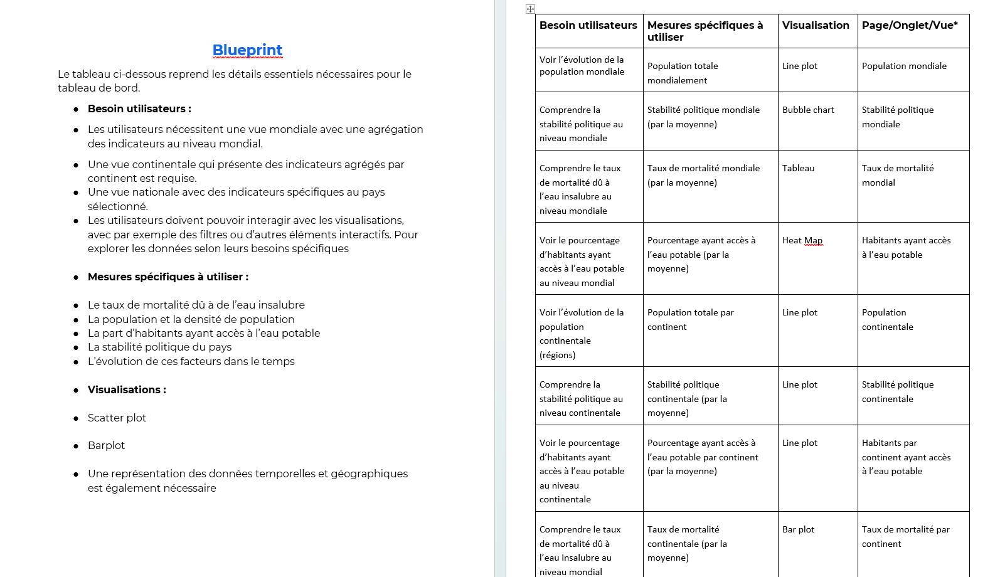 Blueprint
Le tableau ci-dessous reprend les détails essentiels nécessaires pour le
tableau de bord.
● Besoin utilisateurs :
● Les utilisateurs nécessitent une vue mondiale avec une agrégation
des indicateurs au niveau mondial.
● Une vue continentale qui présente des indicateurs agrégés par
continent est requise.
● Une vue nationale avec des indicateurs spécifiques au pays
sélectionné.
● Les utilisateurs doivent pouvoir interagir avec les visualisations,
avec par exemple des filtres ou d’autres éléments interactifs. Pour
explorer les données selon leurs besoins spécifiques
● Mesures spécifiques à utiliser :
● Le taux de mortalité dû à de l’eau insalubre
● La population et la densité de population
● La part d’habitants ayant accès à l’eau potable
● La stabilité politique du pays
● L’évolution de ces facteurs dans le temps
● Visualisations :
● Scatter plot
● Barplot
● Une représentation des données temporelles et géographiques
est également nécessaire
Besoin utilisateurs
Mesures spécifiques à
utiliser
Visualisation
Page/Onglet/Vue*
Voir l’évolution de la
population mondiale
Population totale
mondialement
Line plot
Population mondiale
Comprendre la
stabilité politique au
niveau mondiale
Stabilité politique mondiale
(par la moyenne)
Bubble chart
Stabilité politique
mondiale
Comprendre le taux
de mortalité dû à
l’eau insalubre au
niveau mondiale
Taux de mortalité mondiale
(par la moyenne)
Tableau
Taux de mortalité
mondial
Voir le pourcentage
d’habitants ayant
accès à l’eau potable
au niveau mondial
Pourcentage ayant accès à
l’eau potable (par la
moyenne)
Heat Map
Habitants ayant accès
à l’eau potable
Voir l’évolution de la
population
continentale
(régions)
Population totale par
continent
Line plot
Population
continentale
Comprendre la
stabilité politique au
niveau continentale
Stabilité politique
continentale (par la
moyenne)
Line plot
Stabilité politique
continentale
Voir le pourcentage
d’habitants ayant
accès à l’eau potable
au niveau
continentale
Pourcentage ayant accès à
l’eau potable par continent
(par la moyenne)
Line plot
Habitants par
continent ayant accès
à l’eau potable
Comprendre le taux
de mortalité dû à
l’eau insalubre au
niveau mondial
Taux de mortalité
continentale (par la
moyenne)
Bar plot
Taux de mortalité par
continent